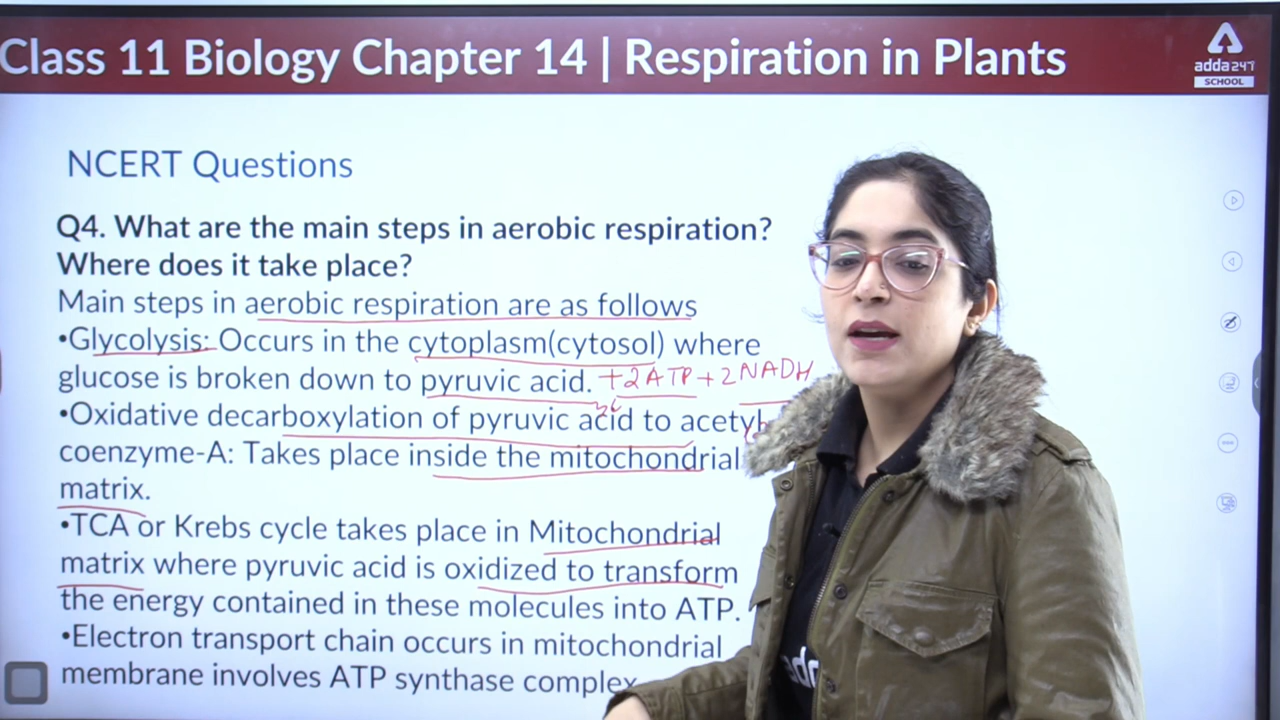 Class 11 Biology Chapter 14 | Respiration in Plants
adda247
SCHOOL
NCERT Questions
Q4. What are the main steps in aerobic respiration?
Where does it take place?
Main steps in aerobic respiration are as follows
•Glycolysis: Occurs in the cytoplasm(cytosol) where
glucose is broken down to pyruvic acid. +2ATP+2NADH
•Oxidative decarboxylation of pyruvic acid to acetyl
coenzyme-A: Takes place inside the mitochondrial
matrix.
•TCA or Krebs cycle takes place in Mitochondrial
matrix where pyruvic acid is oxidized to transform
the energy contained in these molecules into ATP.
•Electron transport chain occurs in mitochondrial
membrane involves ATP synthase complex